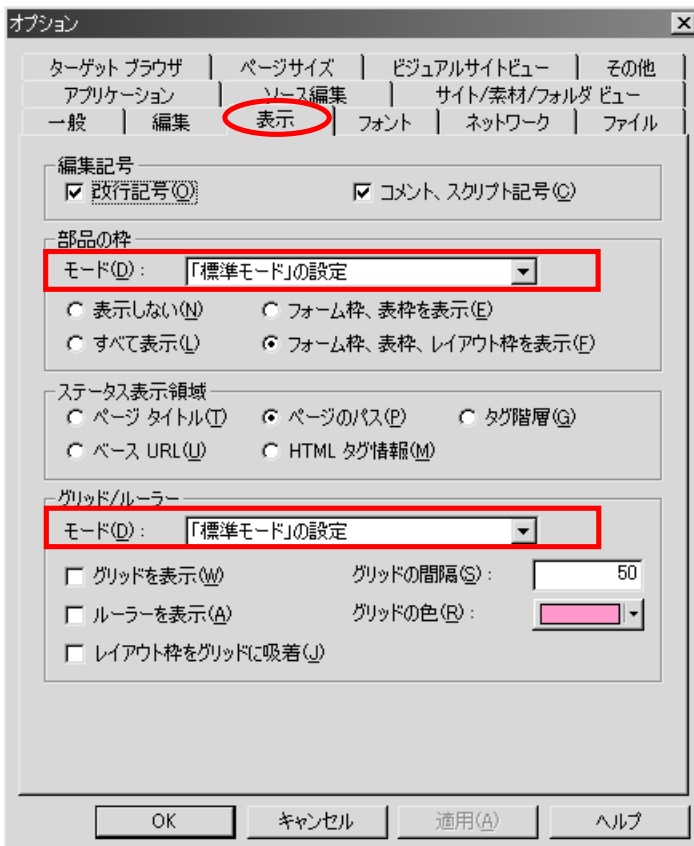 オプション
ターゲット ブラウザ ページサイズ ビジュアルサイトビュー その他
アプリケーション ソース編集 サイト/素材/フォルダ ビュー
一般 編集 表示 フォント ネットワーク ファイル
編集記号
改行記号(O) コメント、スクリプト記号(C)
部品の枠
モード(D): 「標準モード」の設定
表示しない(N) フォーム枠、表枠を表示(E)
すべて表示(L) フォーム枠、表枠、レイアウト枠を表示(F)
ステータス表示領域
ページ タイトル(T) ページのパス(P) タグ階層(G)
ベース URL(U) HTML タグ情報(M)
グリッド/ルーラー
モード(D): 「標準モード」の設定
グリッドを表示(W) グリッドの間隔(S): 50
ルーラーを表示(A) グリッドの色(R):
レイアウト枠をグリッドに吸着(J)
OK キャンセル 適用(A) ヘルプ